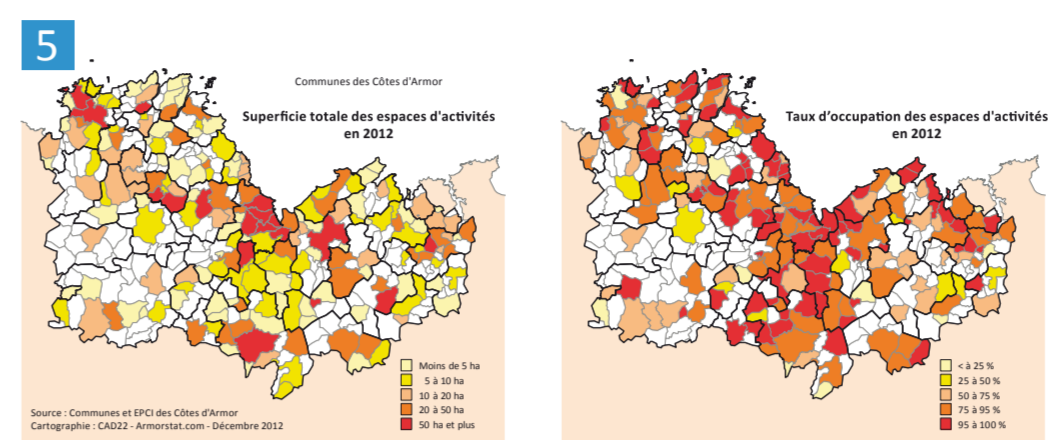 5
Communes des Côtes d'Armor
Superficie totale des espaces d'activités
en 2012
Moins de 5 ha
5 à 10 ha
10 à 20 ha
20 à 50 ha
50 ha et plus
Source : Communes et EPCI des Côtes d'Armor
Cartographie : CAD22 - Armorstat.com - Décembre 2012
Taux d'occupation des espaces d'activités
en 2012
< à 25 %
25 à 50 %
50 à 75 %
75 à 95 %
95 à 100 %